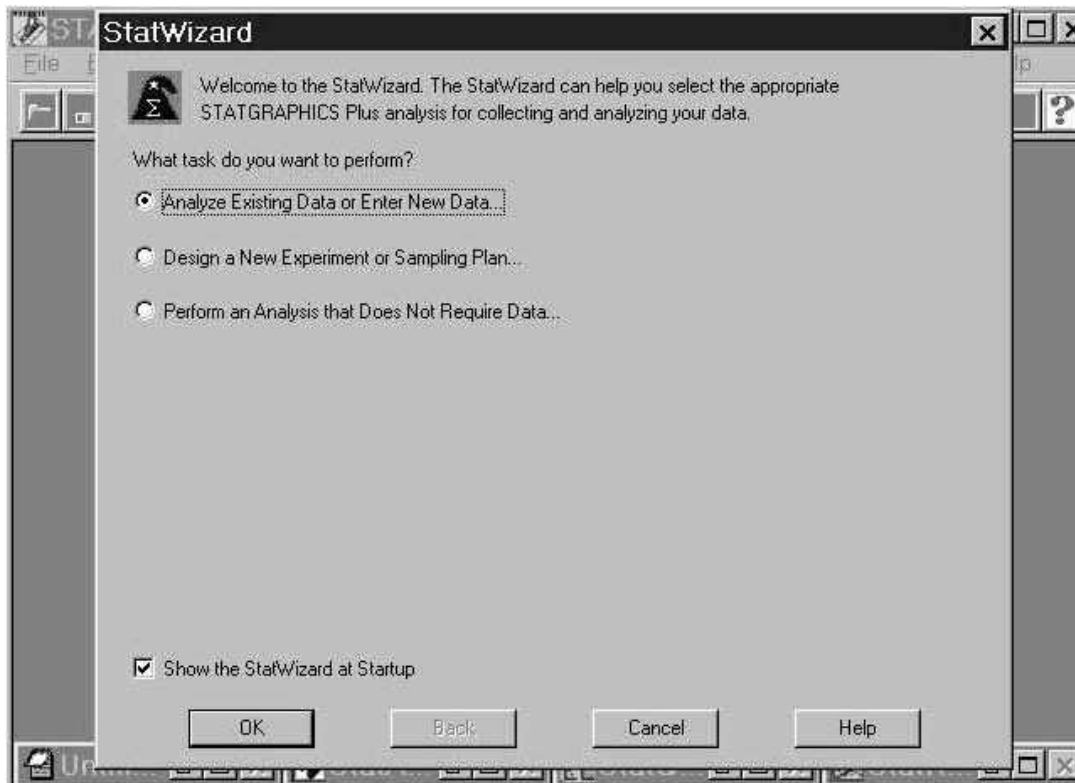 StatWizard
File
Welcome to the StatWizard. The StatWizard can help you select the appropriate
STATGRAPHICS Plus analysis for collecting and analyzing your data.
What task do you want to perform?
Analyze Existing Data or Enter New Data...
Design a New Experiment or Sampling Plan...
Perform an Analysis that Does Not Require Data...
Show the StatWizard at Startup
OK
Back
Cancel
Help